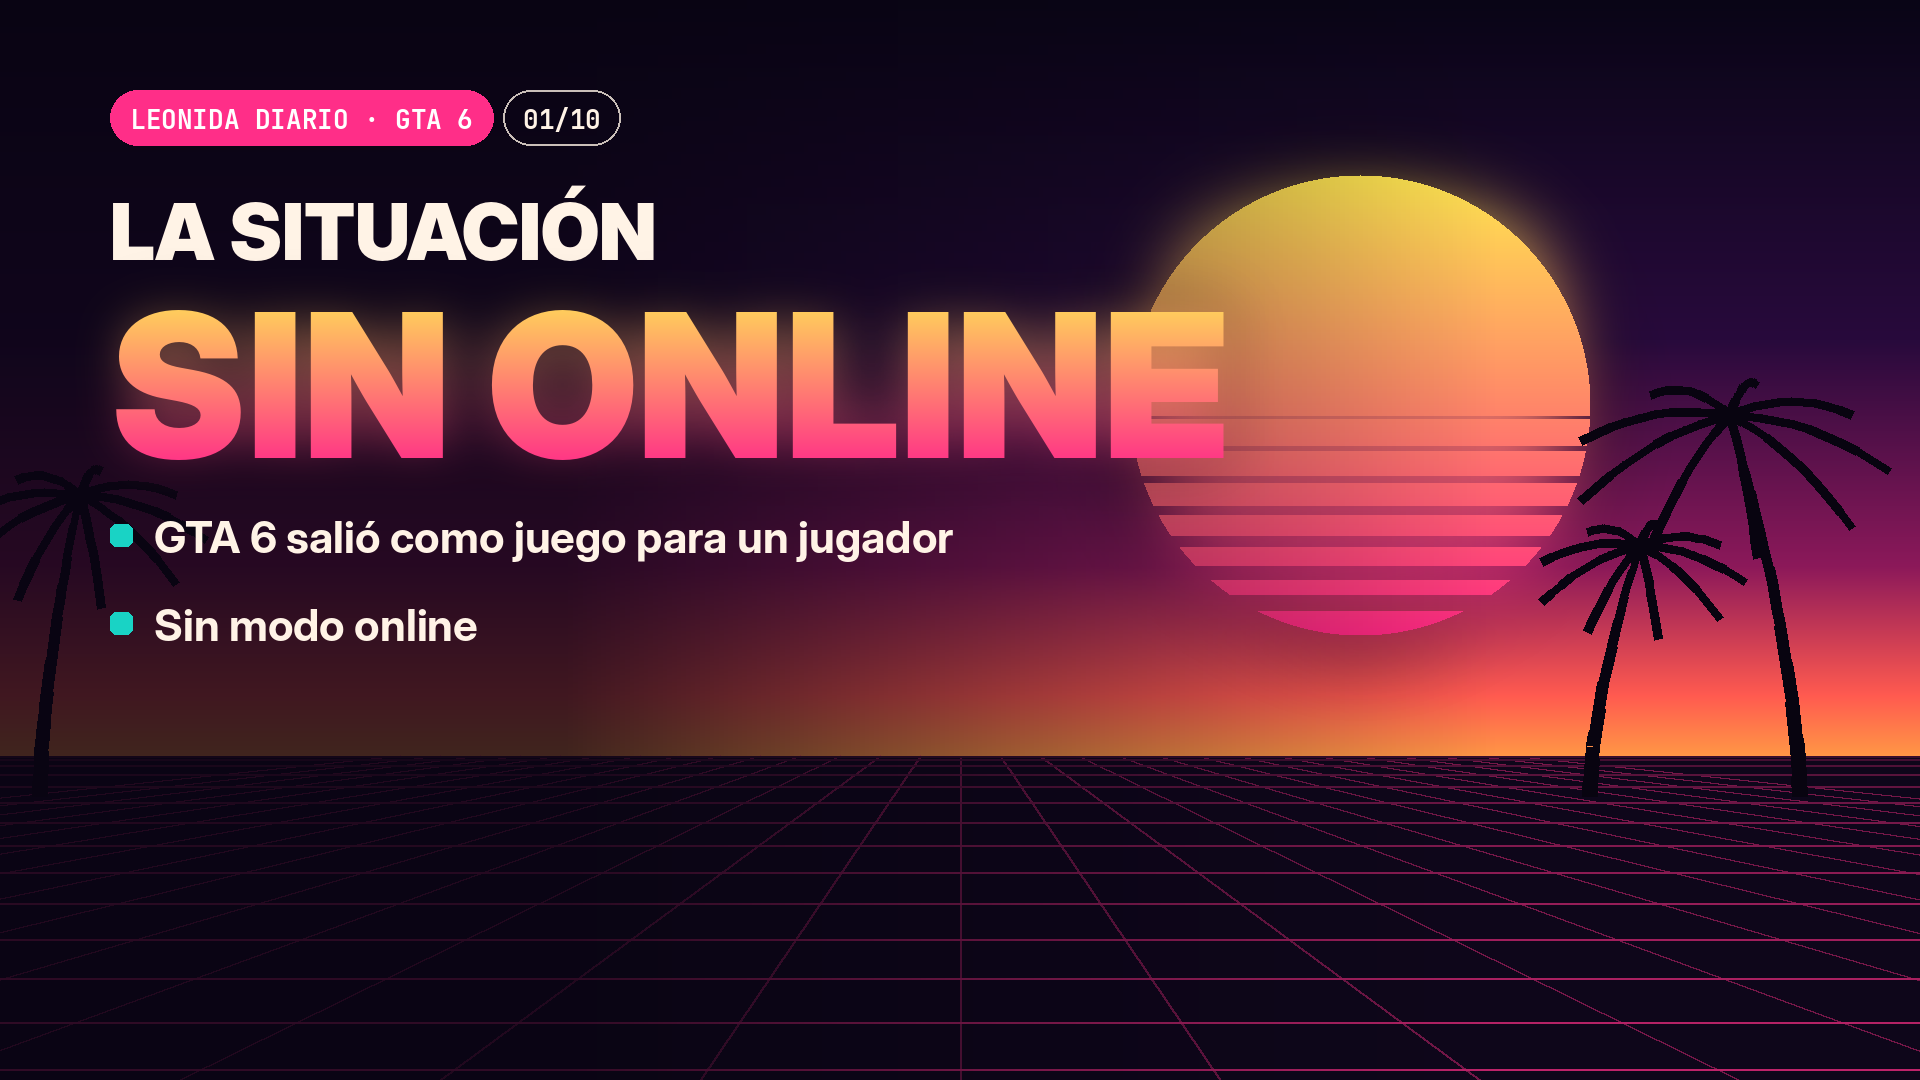 LEONIDA DIARIO · GTA 6
01/10
LA SITUACIÓN
SIN ONLINE
GTA 6 salió como juego para un jugador
Sin modo online